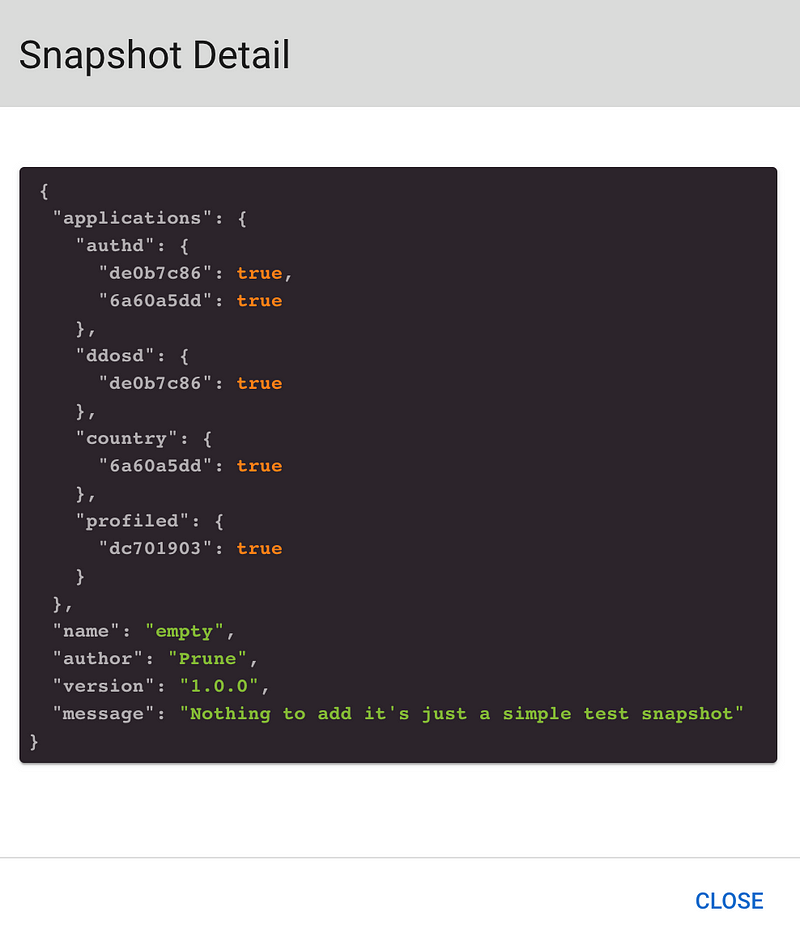 Snapshot Detail
{
"applications": {
"authd": {
"de0b7c86": true,
"6a60a5dd": true
},
"ddosd": {
"de0b7c86": true
},
"country": {
"6a60a5dd": true
},
"profiled": {
"dc701903": true
}
},
"name": "empty",
"author": "Prune",
"version": "1.0.0",
"message": "Nothing to add it's just a simple test snapshot"
}
CLOSE